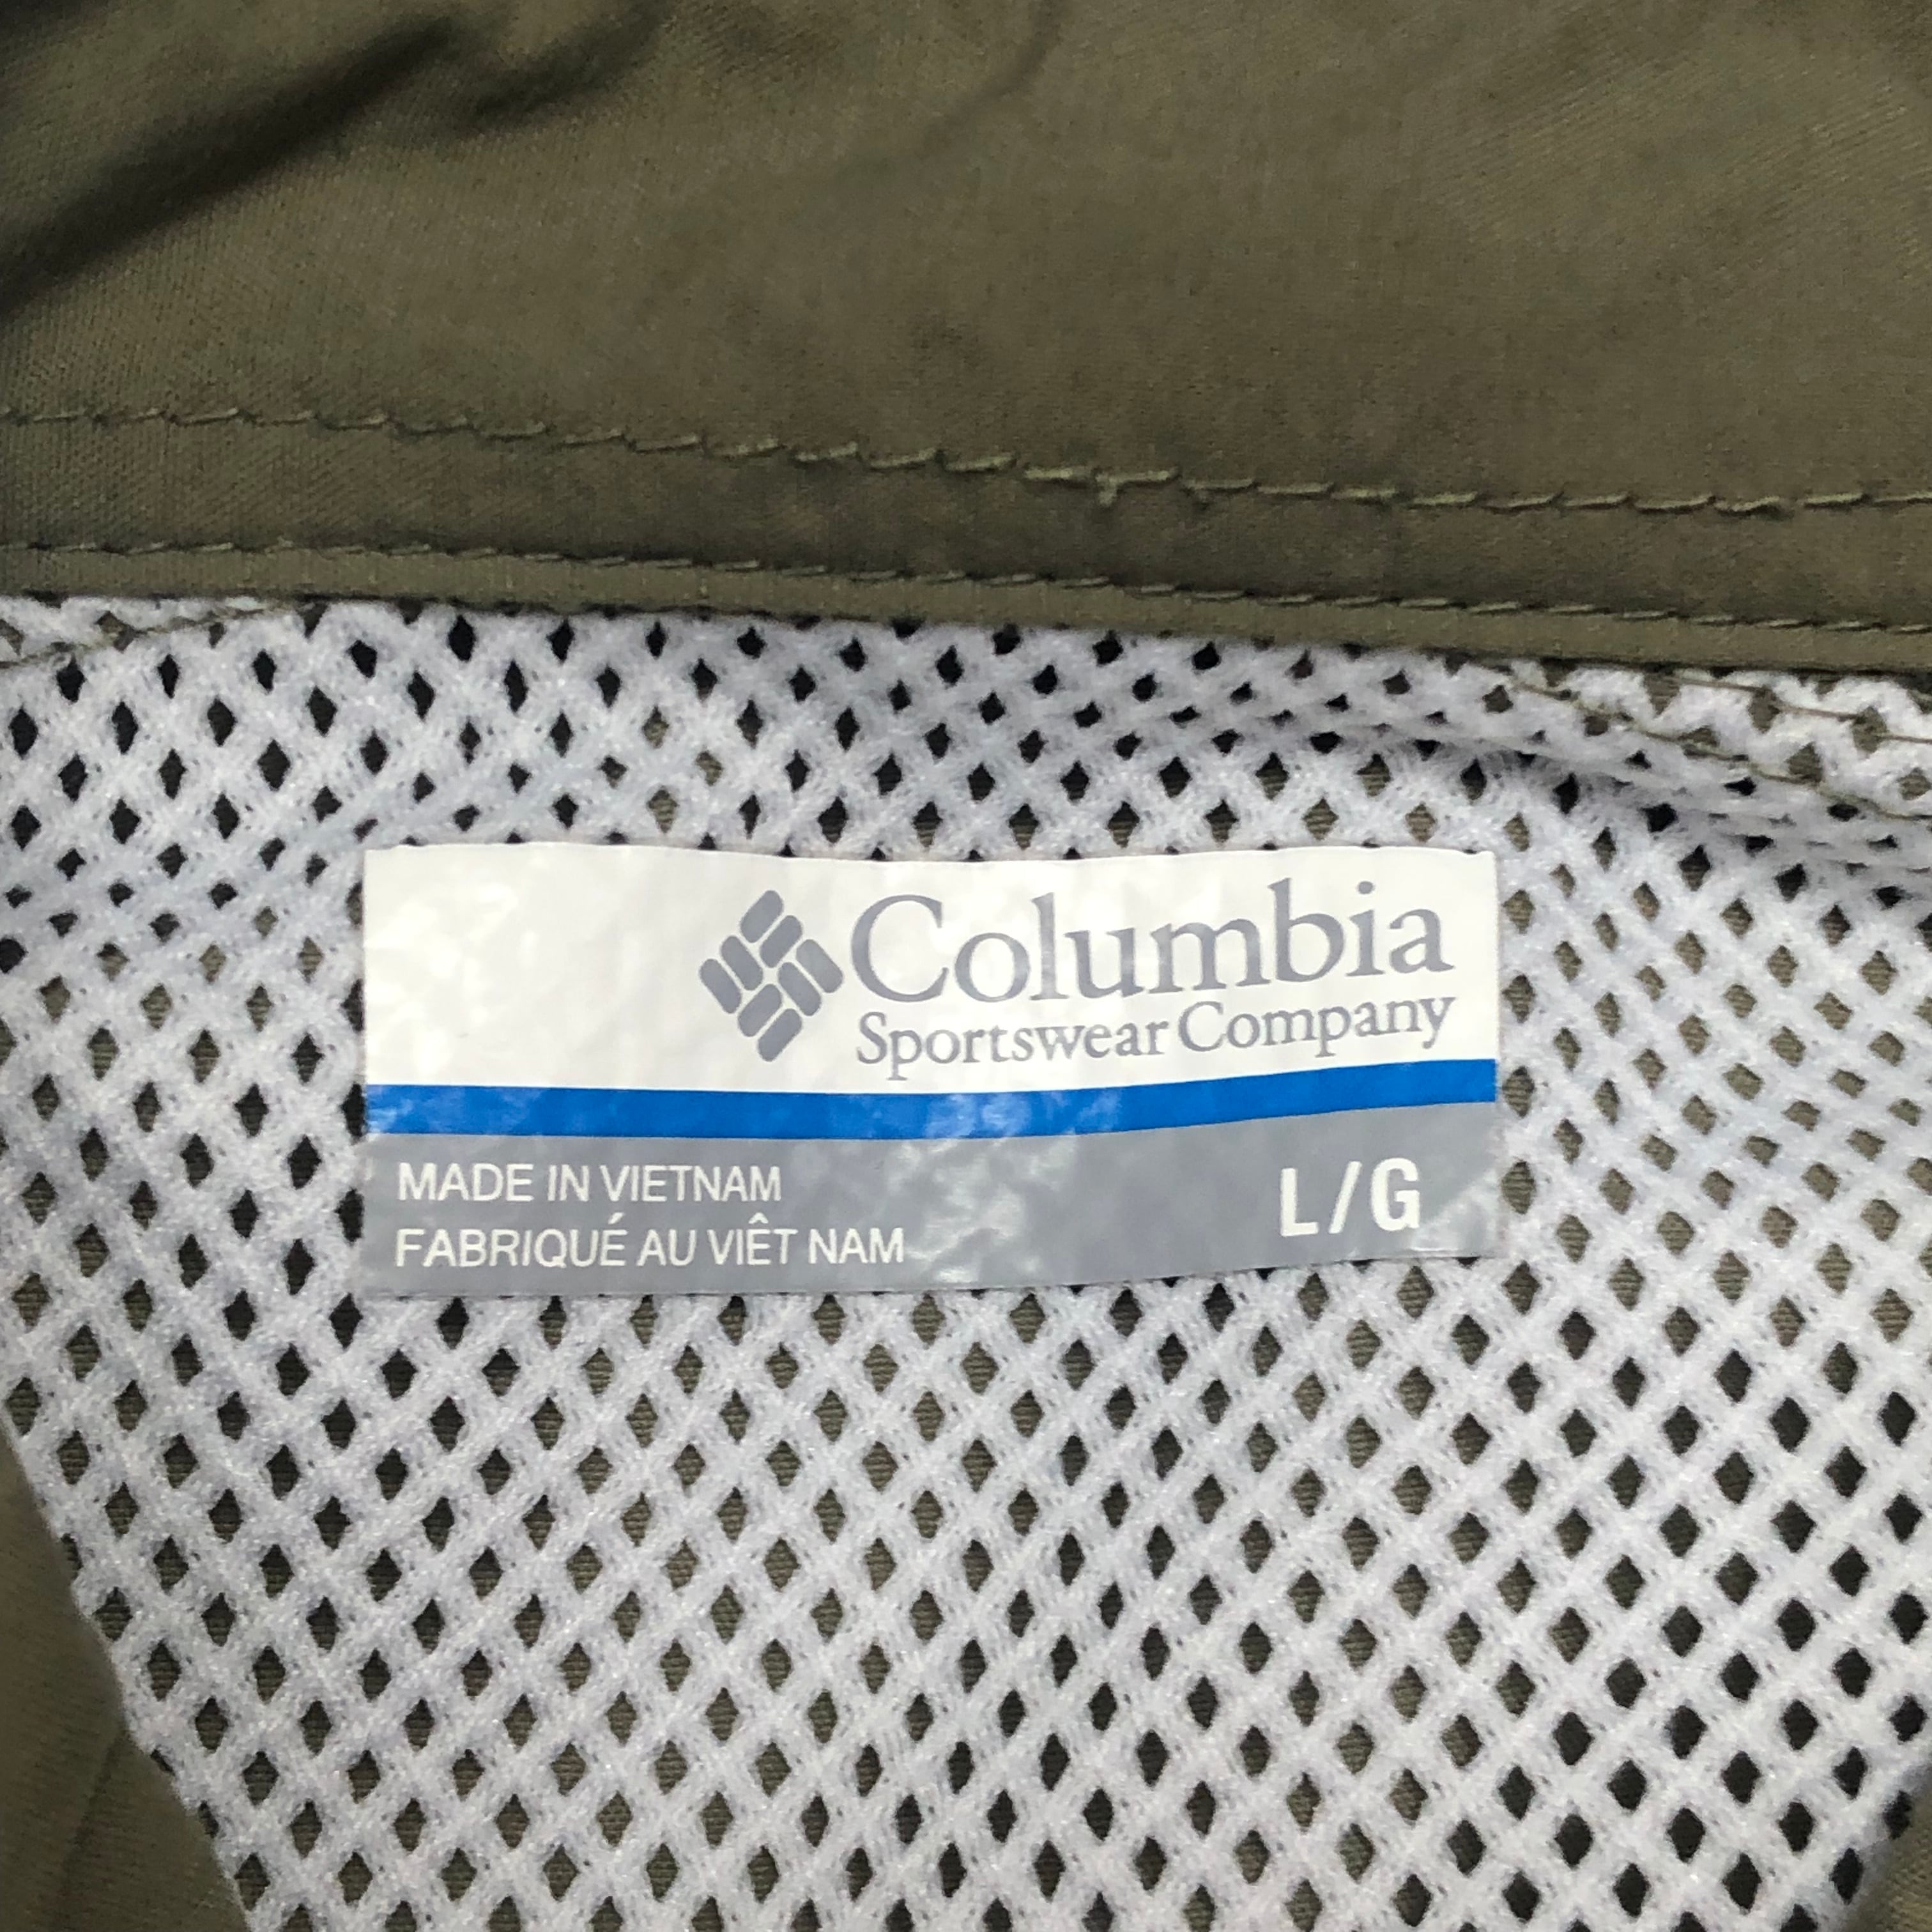 Columbia
Sportswear Company
MADE IN VIETNAM
FABRIQUÉ AU VIÊT NAM
L/G